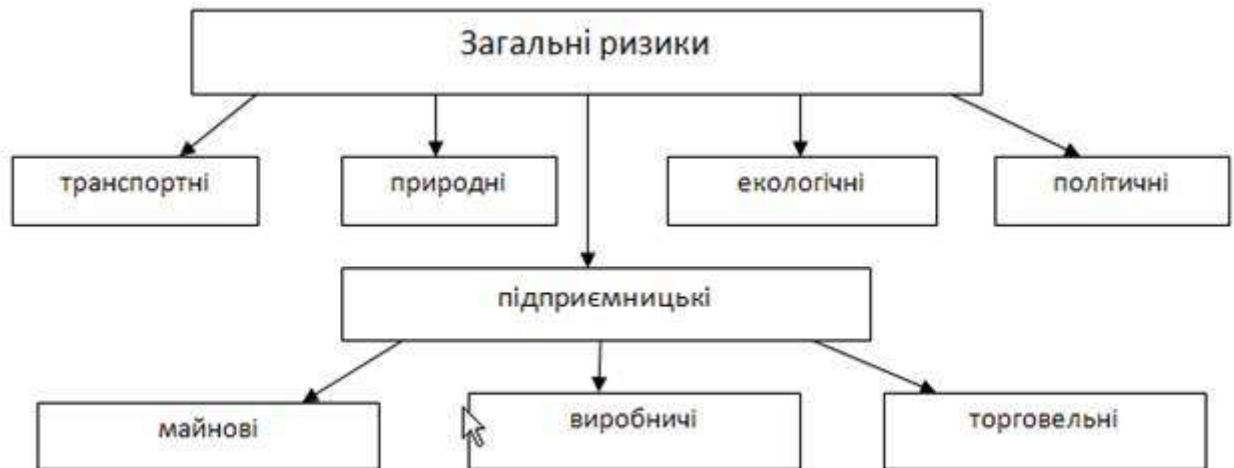 Загальні ризики
транспортні
природні
екологічні
політичні
підприємницькі
майнові
виробничі
торговельні